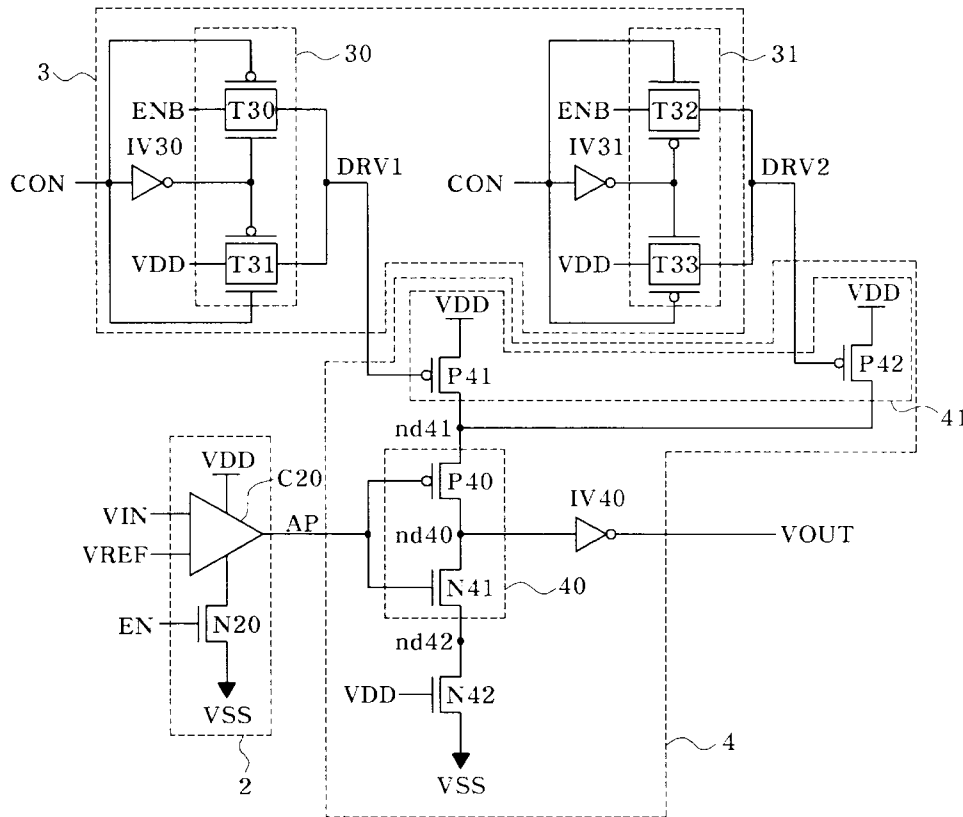 3
30
31
T30
T32
ENB
ENB
IV30
IV31
DRV1
DRV2
CON
CON
VDD
T31
VDD
T33
VDD
VDD
P41
P42
41
nd41
VDD
C20
P40
IV40
VIN
AP
nd40
VOUT
VREF
N41
40
EN
N20
nd42
VDD
N42
VSS
4
2
VSS